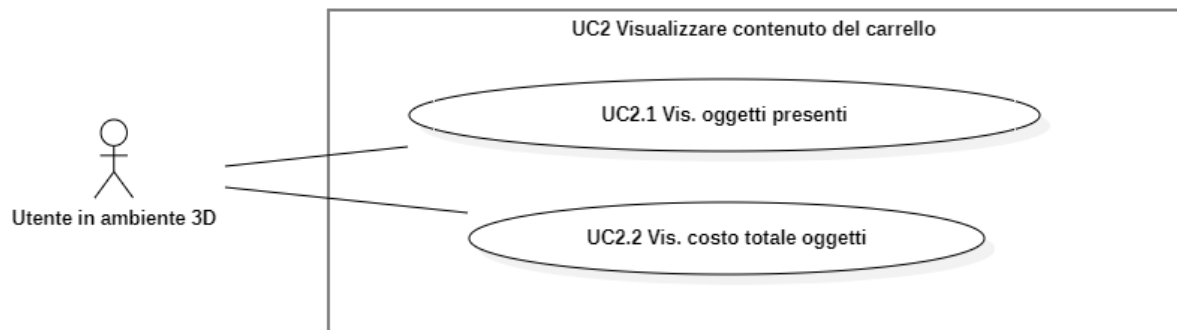 UC2 Visualizzare contenuto del carrello
UC2.1 Vis. oggetti presenti
Utente in ambiente 3D
UC2.2 Vis. costo totale oggetti